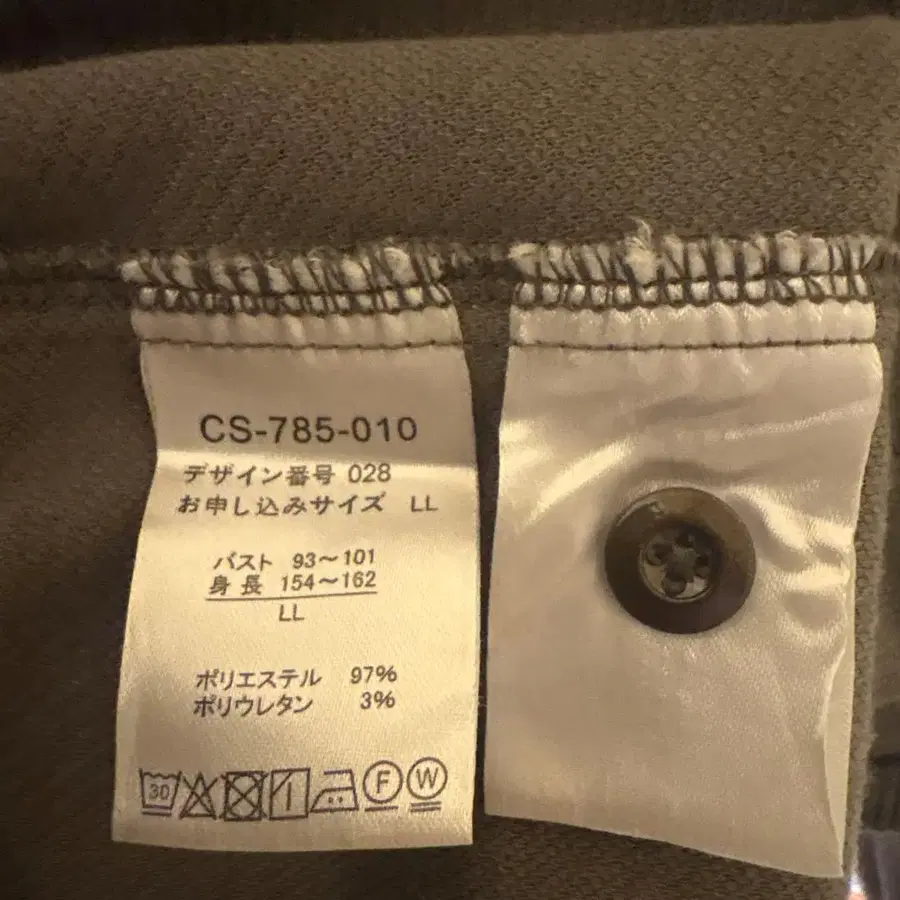 CS-785-010
デザイン番号 028
お申し込みサイズ LL
バスト 93～101
身長 154～162
LL
ポリエステル 97%
ポリウレタン 3%
30 F W